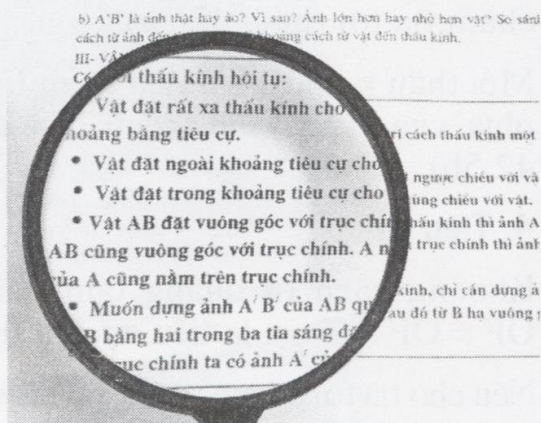 b) A'B' là ảnh thật hay ảo? Vì sao? Ảnh lớn hơn hay nhỏ hơn vật? So sánh
cách từ ảnh đến khoảng cách từ vật đến thấu kính.
III- VẬN
C6 thấu kính hội tụ:
Vật đặt rất xa thấu kính cho rí cách thấu kính một
khoảng bằng tiêu cự.
• Vật đặt ngoài khoảng tiêu cự cho ngược chiều với vậ
• Vật đặt trong khoảng tiêu cự cho cùng chiều với vật.
• Vật AB đặt vuông góc với trục chính thấu kính thì ảnh A
AB cũng vuông góc với trục chính. A n trục chính thì ảnh
của A cũng nằm trên trục chính.
• Muốn dựng ảnh A' B' của AB qu kính, chỉ cần dựng ả
B bằng hai trong ba tia sáng đ au đó từ B hạ vuông
trục chính ta có ảnh A' củ